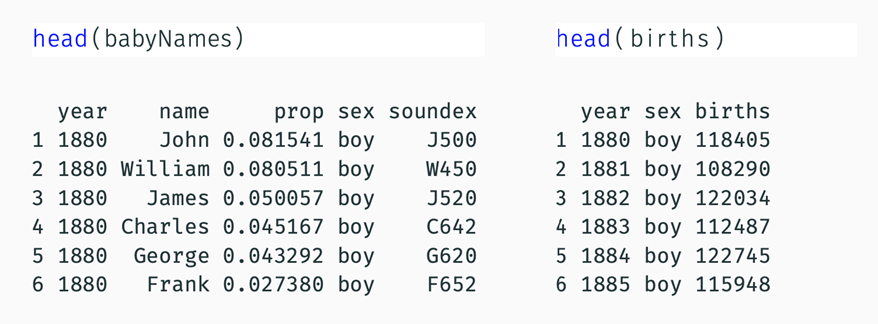 head(babyNames)
year name prop sex soundex
1 1880 John 0.081541 boy J500
2 1880 William 0.080511 boy W450
3 1880 James 0.050057 boy J520
4 1880 Charles 0.045167 boy C642
5 1880 George 0.043292 boy G620
6 1880 Frank 0.027380 boy F652
head(births)
year sex births
1 1880 boy 118405
2 1881 boy 108290
3 1882 boy 122034
4 1883 boy 112487
5 1884 boy 122745
6 1885 boy 115948